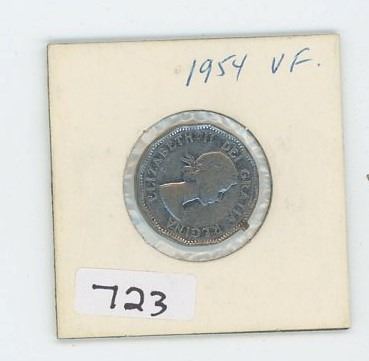 1954 VF.
ELIZABETH II DEI GRATIA REGINA
723